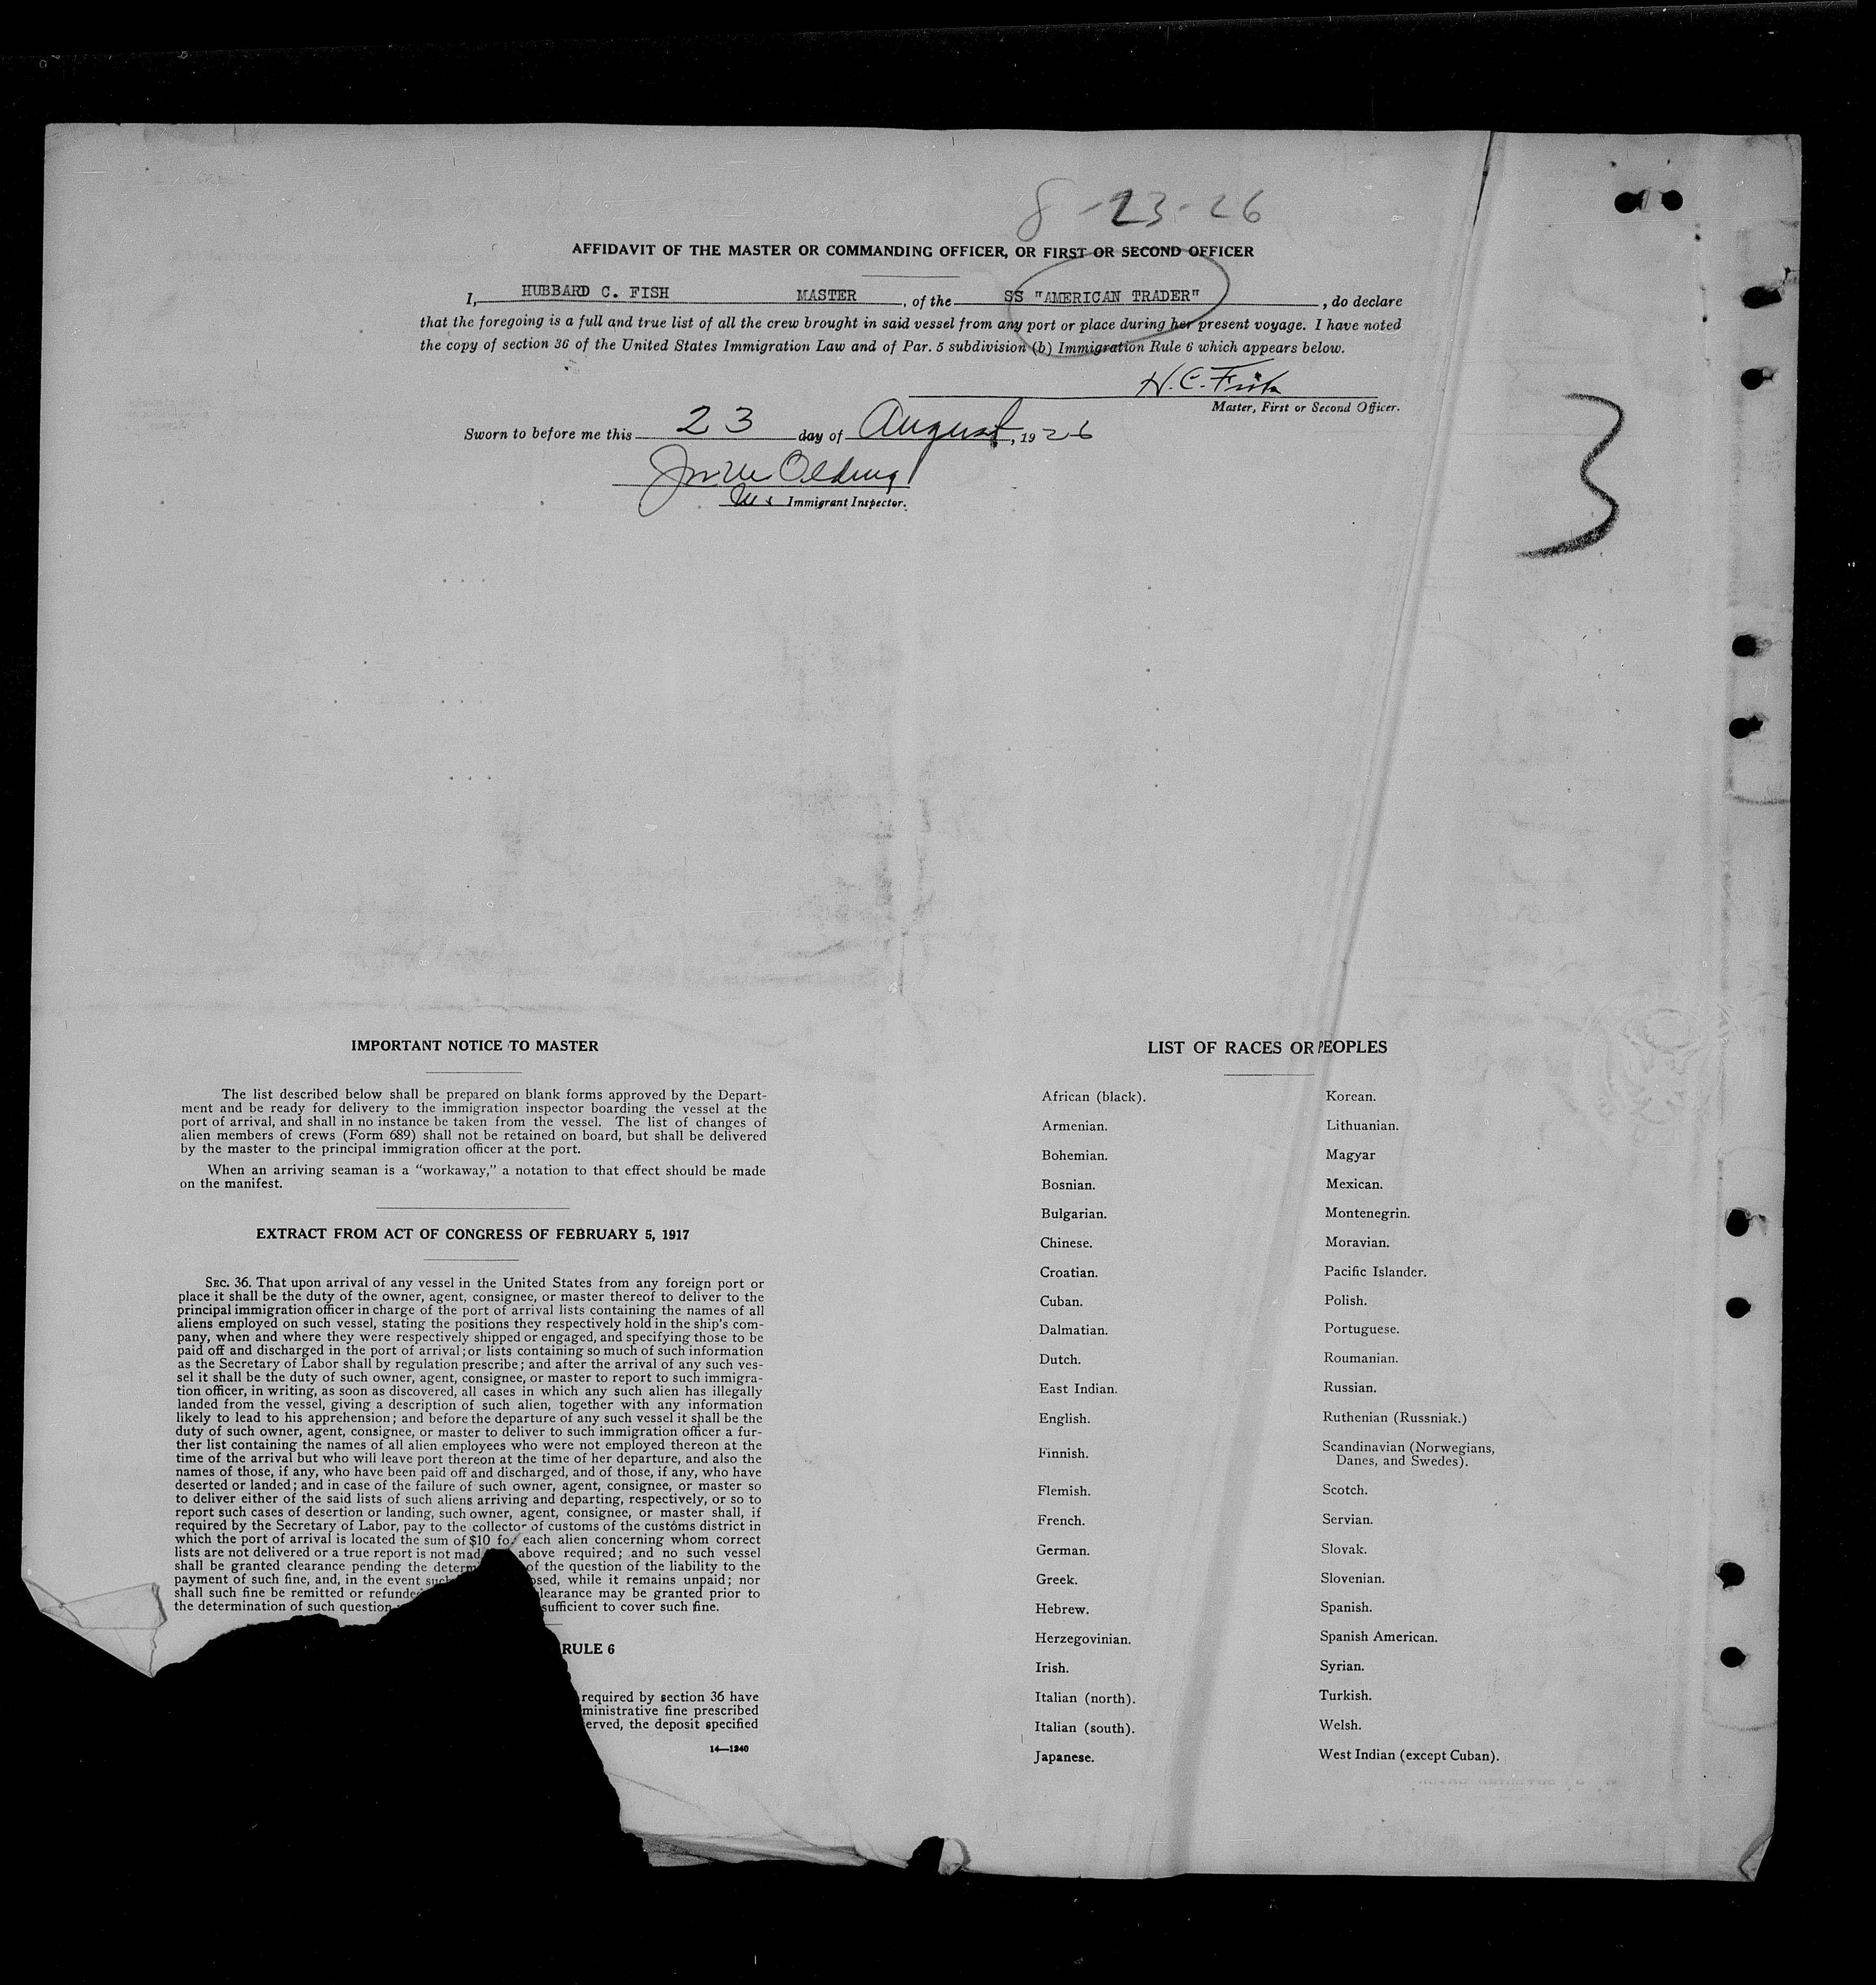 8-23-26
AFFIDAVIT OF THE MASTER OR COMMANDING OFFICER, OR FIRST OR SECOND OFFICER
I, HUBBARD C. FISH MASTER, of the SS "AMERICAN TRADER", do declare
that the foregoing is a full and true list of all the crew brought in said vessel from any port or place during her present voyage. I have noted
the copy of section 36 of the United States Immigration Law and of Par. 5 subdivision (b) Immigration Rule 6 which appears below.
H. C. Fish
Master, First or Second Officer.
3
Sworn to before me this 23 day of August, 1926
Olding
US Immigrant Inspector.
IMPORTANT NOTICE TO MASTER
The list described below shall be prepared on blank forms approved by the Depart-
ment and be ready for delivery to the immigration inspector boarding the vessel at the
port of arrival, and shall in no instance be taken from the vessel. The list of changes of
alien members of crews (Form 689) shall not be retained on board, but shall be delivered
by the master to the principal immigration officer at the port.
When an arriving seaman is a "workaway," a notation to that effect should be made
on the manifest.
EXTRACT FROM ACT OF CONGRESS OF FEBRUARY 5, 1917
SEC. 36. That upon arrival of any vessel in the United States from any foreign port or
place it shall be the duty of the owner, agent, consignee, or master thereof to deliver to the
principal immigration officer in charge of the port of arrival lists containing the names of all
aliens employed on such vessel, stating the positions they respectively hold in the ship's com-
pany, when and where they were respectively shipped or engaged, and specifying those to be
paid off and discharged in the port of arrival; or lists containing so much of such information
as the Secretary of Labor shall by regulation prescribe; and after the arrival of any such ves-
sel it shall be the duty of such owner, agent, consignee, or master to report to such immigra-
tion officer, in writing, as soon as discovered, all cases in which any such alien has illegally
landed from the vessel, giving a description of such alien, together with any information
likely to lead to his apprehension; and before the departure of any such vessel it shall be the
duty of such owner, agent, consignee, or master to deliver to such immigration officer a fur-
ther list containing the names of all alien employees who were not employed thereon at the
time of the arrival but who will leave port thereon at the time of her departure, and also the
names of those, if any, who have been paid off and discharged, and of those, if any, who have
deserted or landed; and in case of the failure of such owner, agent, consignee, or master so
to deliver either of the said lists of such aliens arriving and departing, respectively, or so to
report such cases of desertion or landing, such owner, agent, consignee, or master shall, if
required by the Secretary of Labor, pay to the collector of customs of the customs district in
which the port of arrival is located the sum of $10 for each alien concerning whom correct
lists are not delivered or a true report is not mad above required; and no such vessel
shall be granted clearance pending the determ of the question of the liability to the
payment of such fine, and, in the event such osed, while it remains unpaid; nor
shall such fine be remitted or refunde learance may be granted prior to
the determination of such question sufficient to cover such fine.
RULE 6
required by section 36 have
ministrative fine prescribed
erved, the deposit specified
14—1240
LIST OF RACES OR PEOPLES
African (black).
Armenian.
Bohemian.
Bosnian.
Bulgarian.
Chinese.
Croatian.
Cuban.
Dalmatian.
Dutch.
East Indian.
English.
Finnish.
Flemish.
French.
German.
Greek.
Hebrew.
Herzegovinian.
Irish.
Italian (north).
Italian (south).
Japanese.
Korean.
Lithuanian.
Magyar
Mexican.
Montenegrin.
Moravian.
Pacific Islander.
Polish.
Portuguese.
Roumanian.
Russian.
Ruthenian (Russniak.)
Scandinavian (Norwegians,
Danes, and Swedes).
Scotch.
Servian.
Slovak.
Slovenian.
Spanish.
Spanish American.
Syrian.
Turkish.
Welsh.
West Indian (except Cuban).